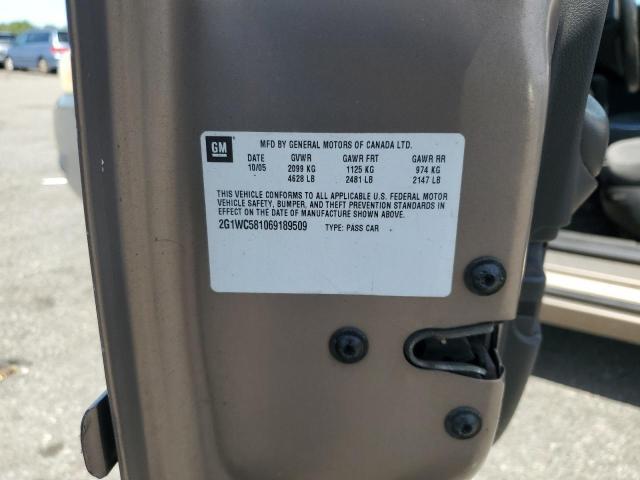 GM
MFD BY GENERAL MOTORS OF CANADA LTD.
DATE GVWR GAWR FRT GAWR RR
10/05 2099 KG 1125 KG 974 KG
4628 LB 2481 LB 2147 LB
THIS VEHICLE CONFORMS TO ALL APPLICABLE U.S. FEDERAL MOTOR
VEHICLE SAFETY, BUMPER, AND THEFT PREVENTION STANDARDS IN
EFFECT ON THE DATE OF MANUFACTURE SHOWN ABOVE.
2G1WC581069189509 TYPE: PASS CAR